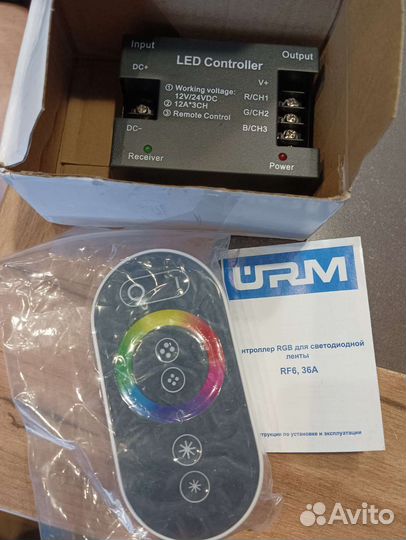 Input
Output
LED Controller
DC+
V+
① Working voltage:
12V/24VDC
R/CH1
② 12A*3CH
G/CH2
③ Remote Control
DC–
B/CH3
Receiver
Power
URM
нтроллер RGB для светодиодной
ленты
RF6, 36A
струкция по установке и эксплуатации
Avito